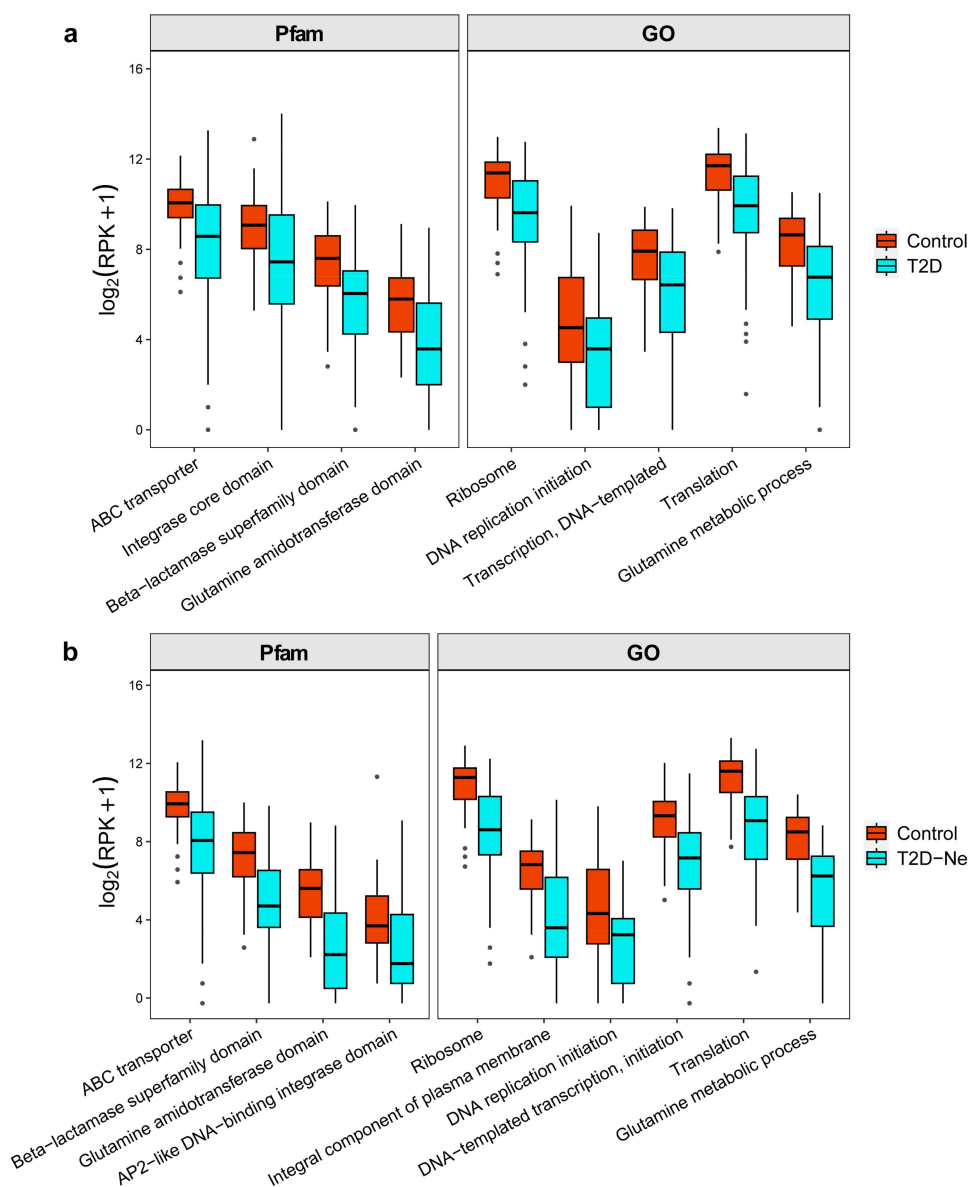 a
Pfam
GO
16
12
8
4
0
log₂(RPK +1)
Control
T2D
ABC transporter
Integrase core domain
Beta−lactamase superfamily domain
Glutamine amidotransferase domain
Ribosome
DNA replication initiation
Transcription, DNA−templated
Translation
Glutamine metabolic process
b
Pfam
GO
16
12
8
4
0
log₂(RPK +1)
Control
T2D−Ne
ABC transporter
Beta−lactamase superfamily domain
Glutamine amidotransferase domain
AP2−like DNA−binding integrase domain
Ribosome
Integral component of plasma membrane
DNA replication initiation
DNA−templated transcription, initiation
Translation
Glutamine metabolic process